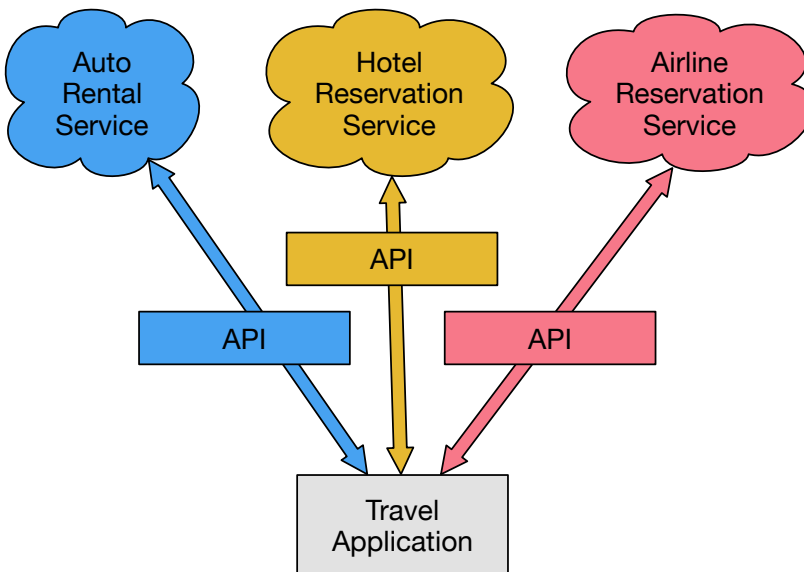 Auto
Rental
Service
Hotel
Reservation
Service
Airline
Reservation
Service
API
API
API
Travel
Application